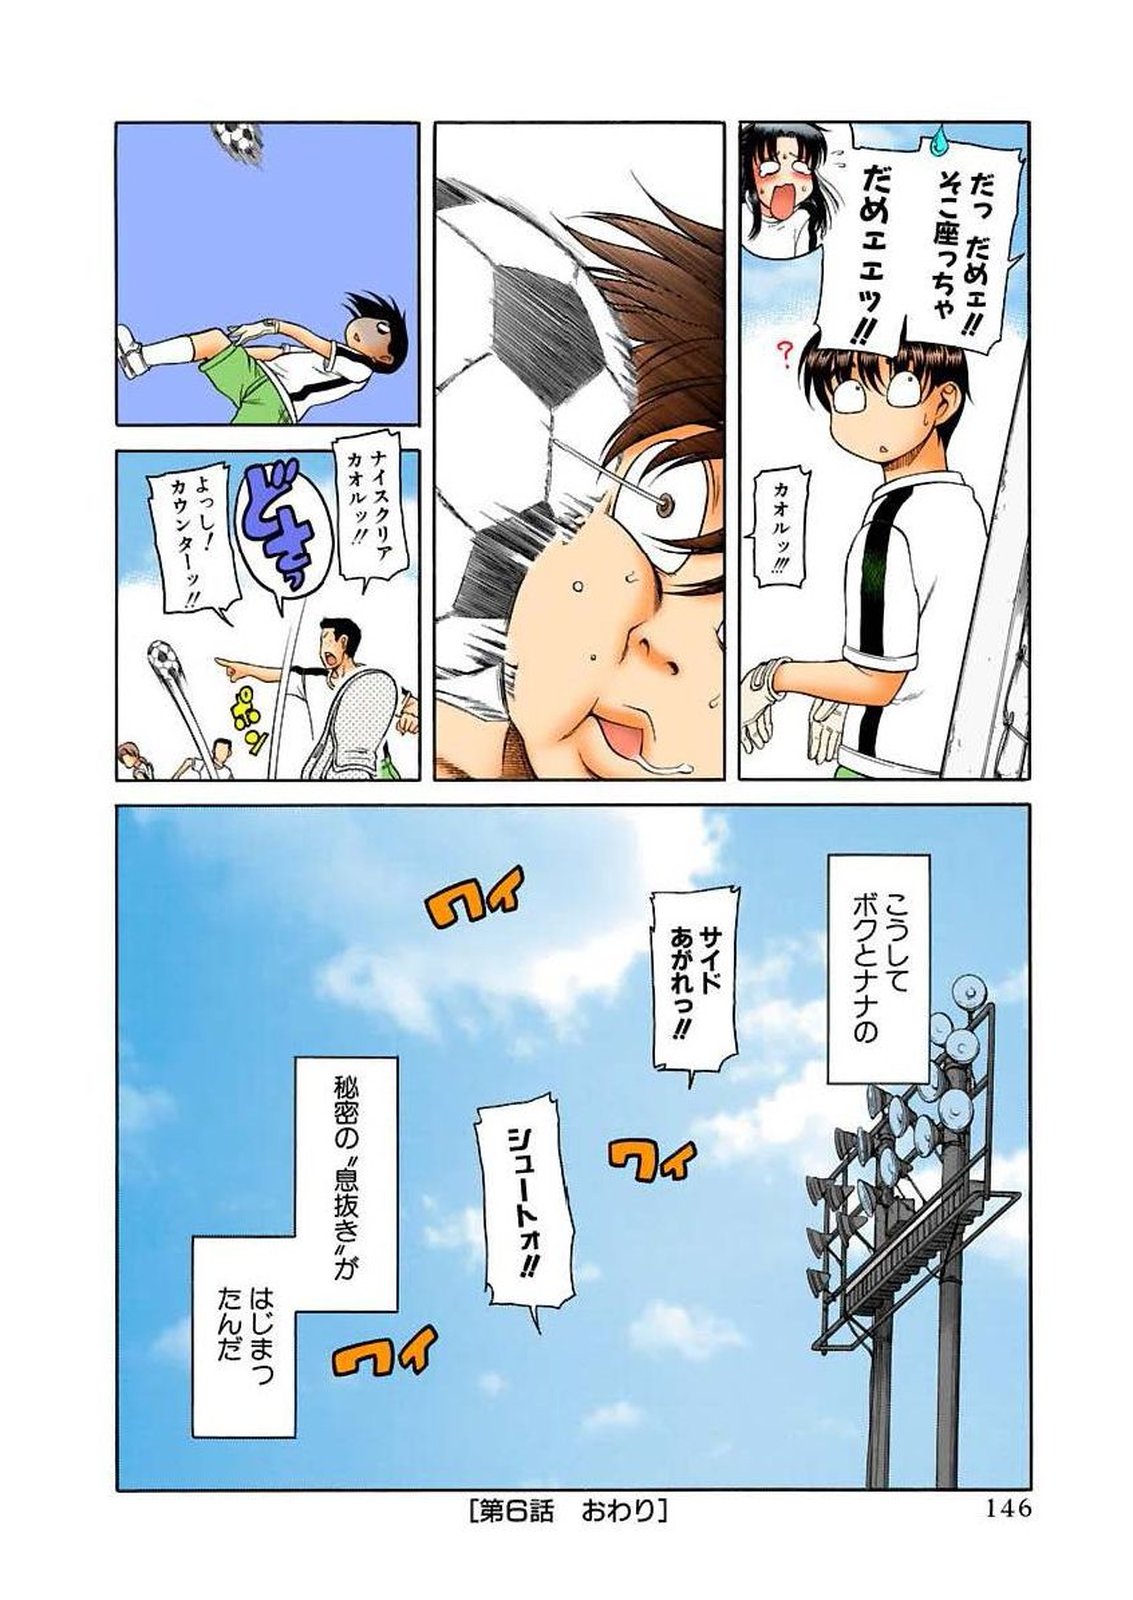 だっ だめェ!!
そこ座っちゃ
だめェェェッ!!
?
カオルッ!!!
ナイスクリア
カオルッ!!
どさっ
よっし!
カウンターッ!!
ポン
こうして
ボクとナナの
サイド
あがれっ!!
ワイ
シュートォ!!
ワイ
秘密の〝息抜き〟が
はじまっ
たんだ
ワイ
[第6話 おわり]
146